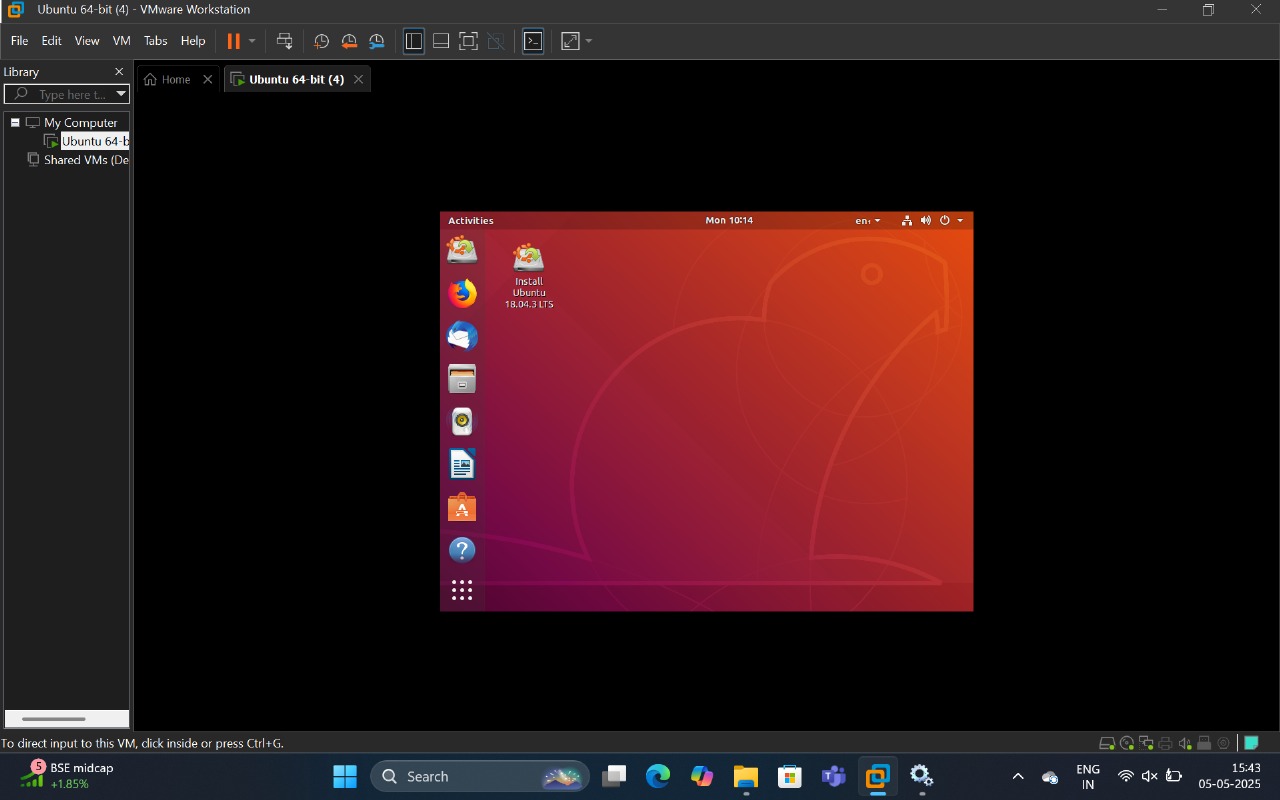 Ubuntu 64-bit (4) - VMware Workstation
File Edit View VM Tabs Help
Library
Type here t...
Home
Ubuntu 64-bit (4)
My Computer
Ubuntu 64-b
Shared VMs (De
Activities
Mon 10:14
en₁
Install
Ubuntu
18.04.3 LTS
To direct input to this VM, click inside or press Ctrl+G.
5
BSE midcap
+1.85%
Search
ENG
IN
15:43
05-05-2025